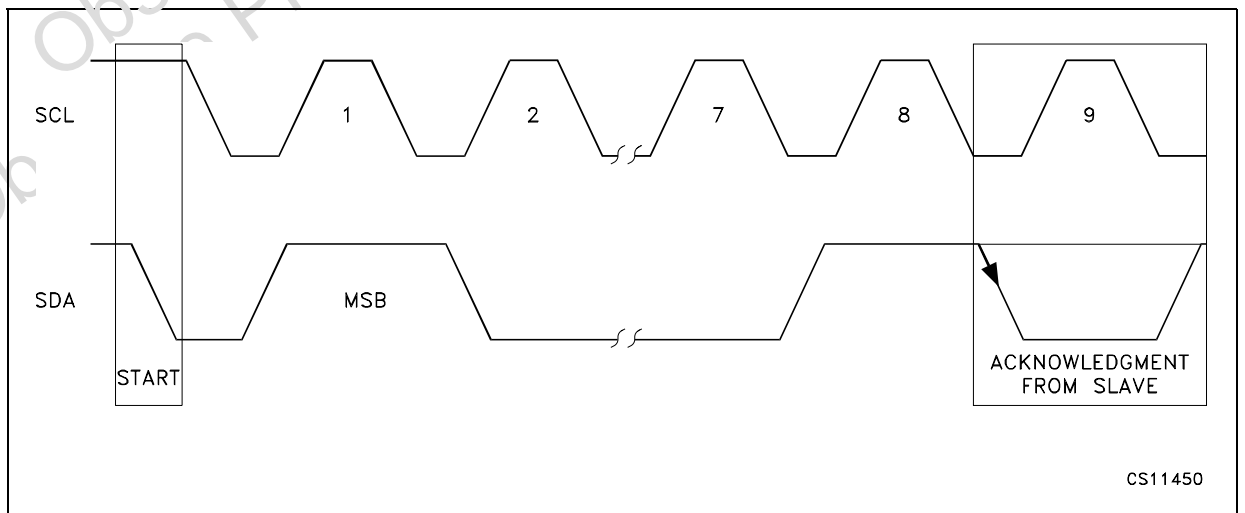 SCL
1
2
7
8
9
SDA
MSB
START
ACKNOWLEDGMENT
FROM SLAVE
CS11450